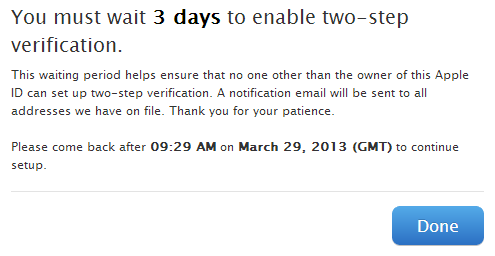 You must wait 3 days to enable two-step
verification.
This waiting period helps ensure that no one other than the owner of this Apple
ID can set up two-step verification. A notification email will be sent to all
addresses we have on file. Thank you for your patience.
Please come back after 09:29 AM on March 29, 2013 (GMT) to continue
setup.
Done